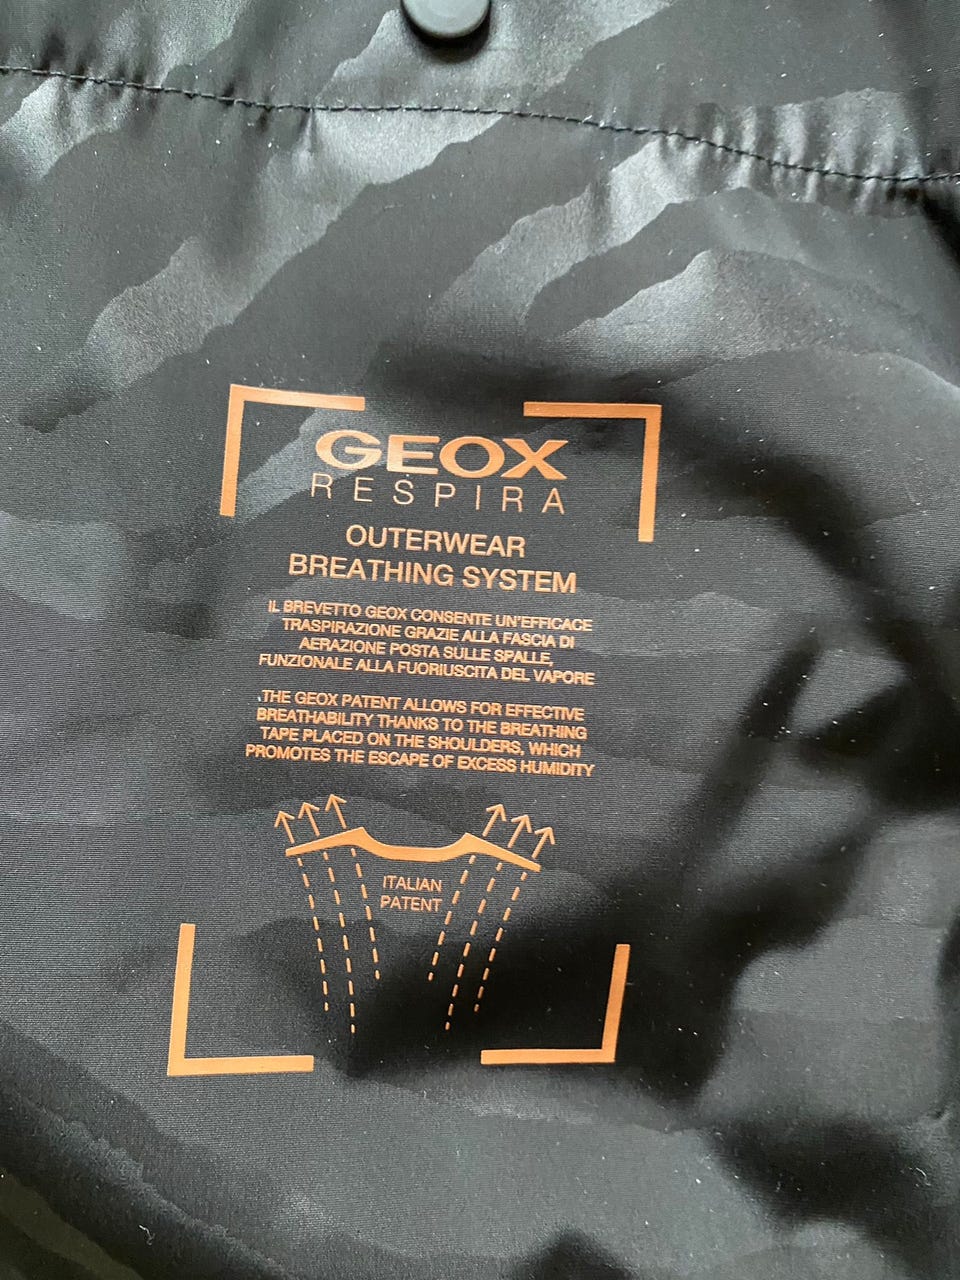 GEOX
RESPIRA
OUTERWEAR
BREATHING SYSTEM
IL BREVETTO GEOX CONSENTE UN'EFFICACE
TRASPIRAZIONE GRAZIE ALLA FASCIA DI
AERAZIONE POSTA SULLE SPALLE,
FUNZIONALE ALLA FUORIUSCITA DEL VAPORE
THE GEOX PATENT ALLOWS FOR EFFECTIVE
BREATHABILITY THANKS TO THE BREATHING
TAPE PLACED ON THE SHOULDERS, WHICH
PROMOTES THE ESCAPE OF EXCESS HUMIDITY
ITALIAN
PATENT